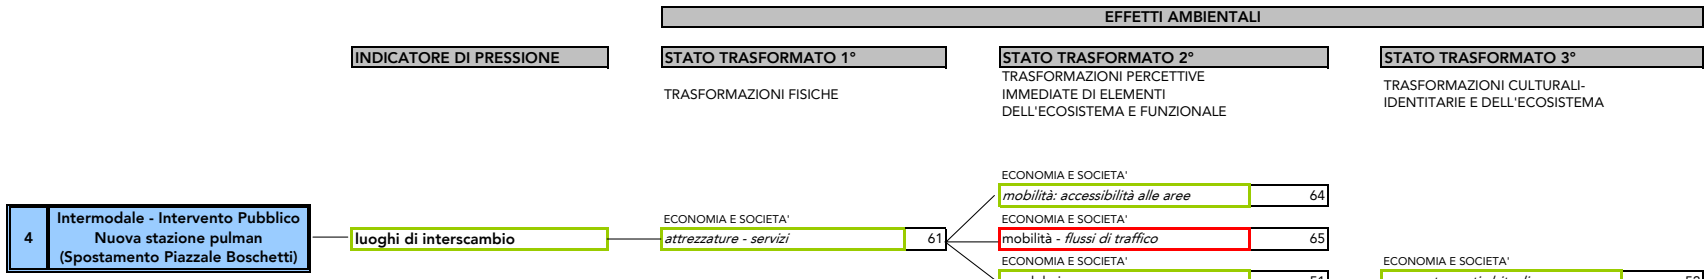 EFFETTI AMBIENTALI
INDICATORE DI PRESSIONE
STATO TRASFORMATO 1°
STATO TRASFORMATO 2°
STATO TRASFORMATO 3°
TRASFORMAZIONI FISICHE
TRASFORMAZIONI PERCETTIVE
IMMEDIATE DI ELEMENTI
DELL'ECOSISTEMA E FUNZIONALE
TRASFORMAZIONI CULTURALI-
IDENTITARIE E DELL'ECOSISTEMA
4
Intermodale - Intervento Pubblico
Nuova stazione pulman
(Spostamento Piazzale Boschetti)
luoghi di interscambio
ECONOMIA E SOCIETA'
attrezzature - servizi 61
ECONOMIA E SOCIETA'
mobilità: accessibilità alle aree 64
ECONOMIA E SOCIETA'
mobilità - flussi di traffico 65
ECONOMIA E SOCIETA'
ECONOMIA E SOCIETA'